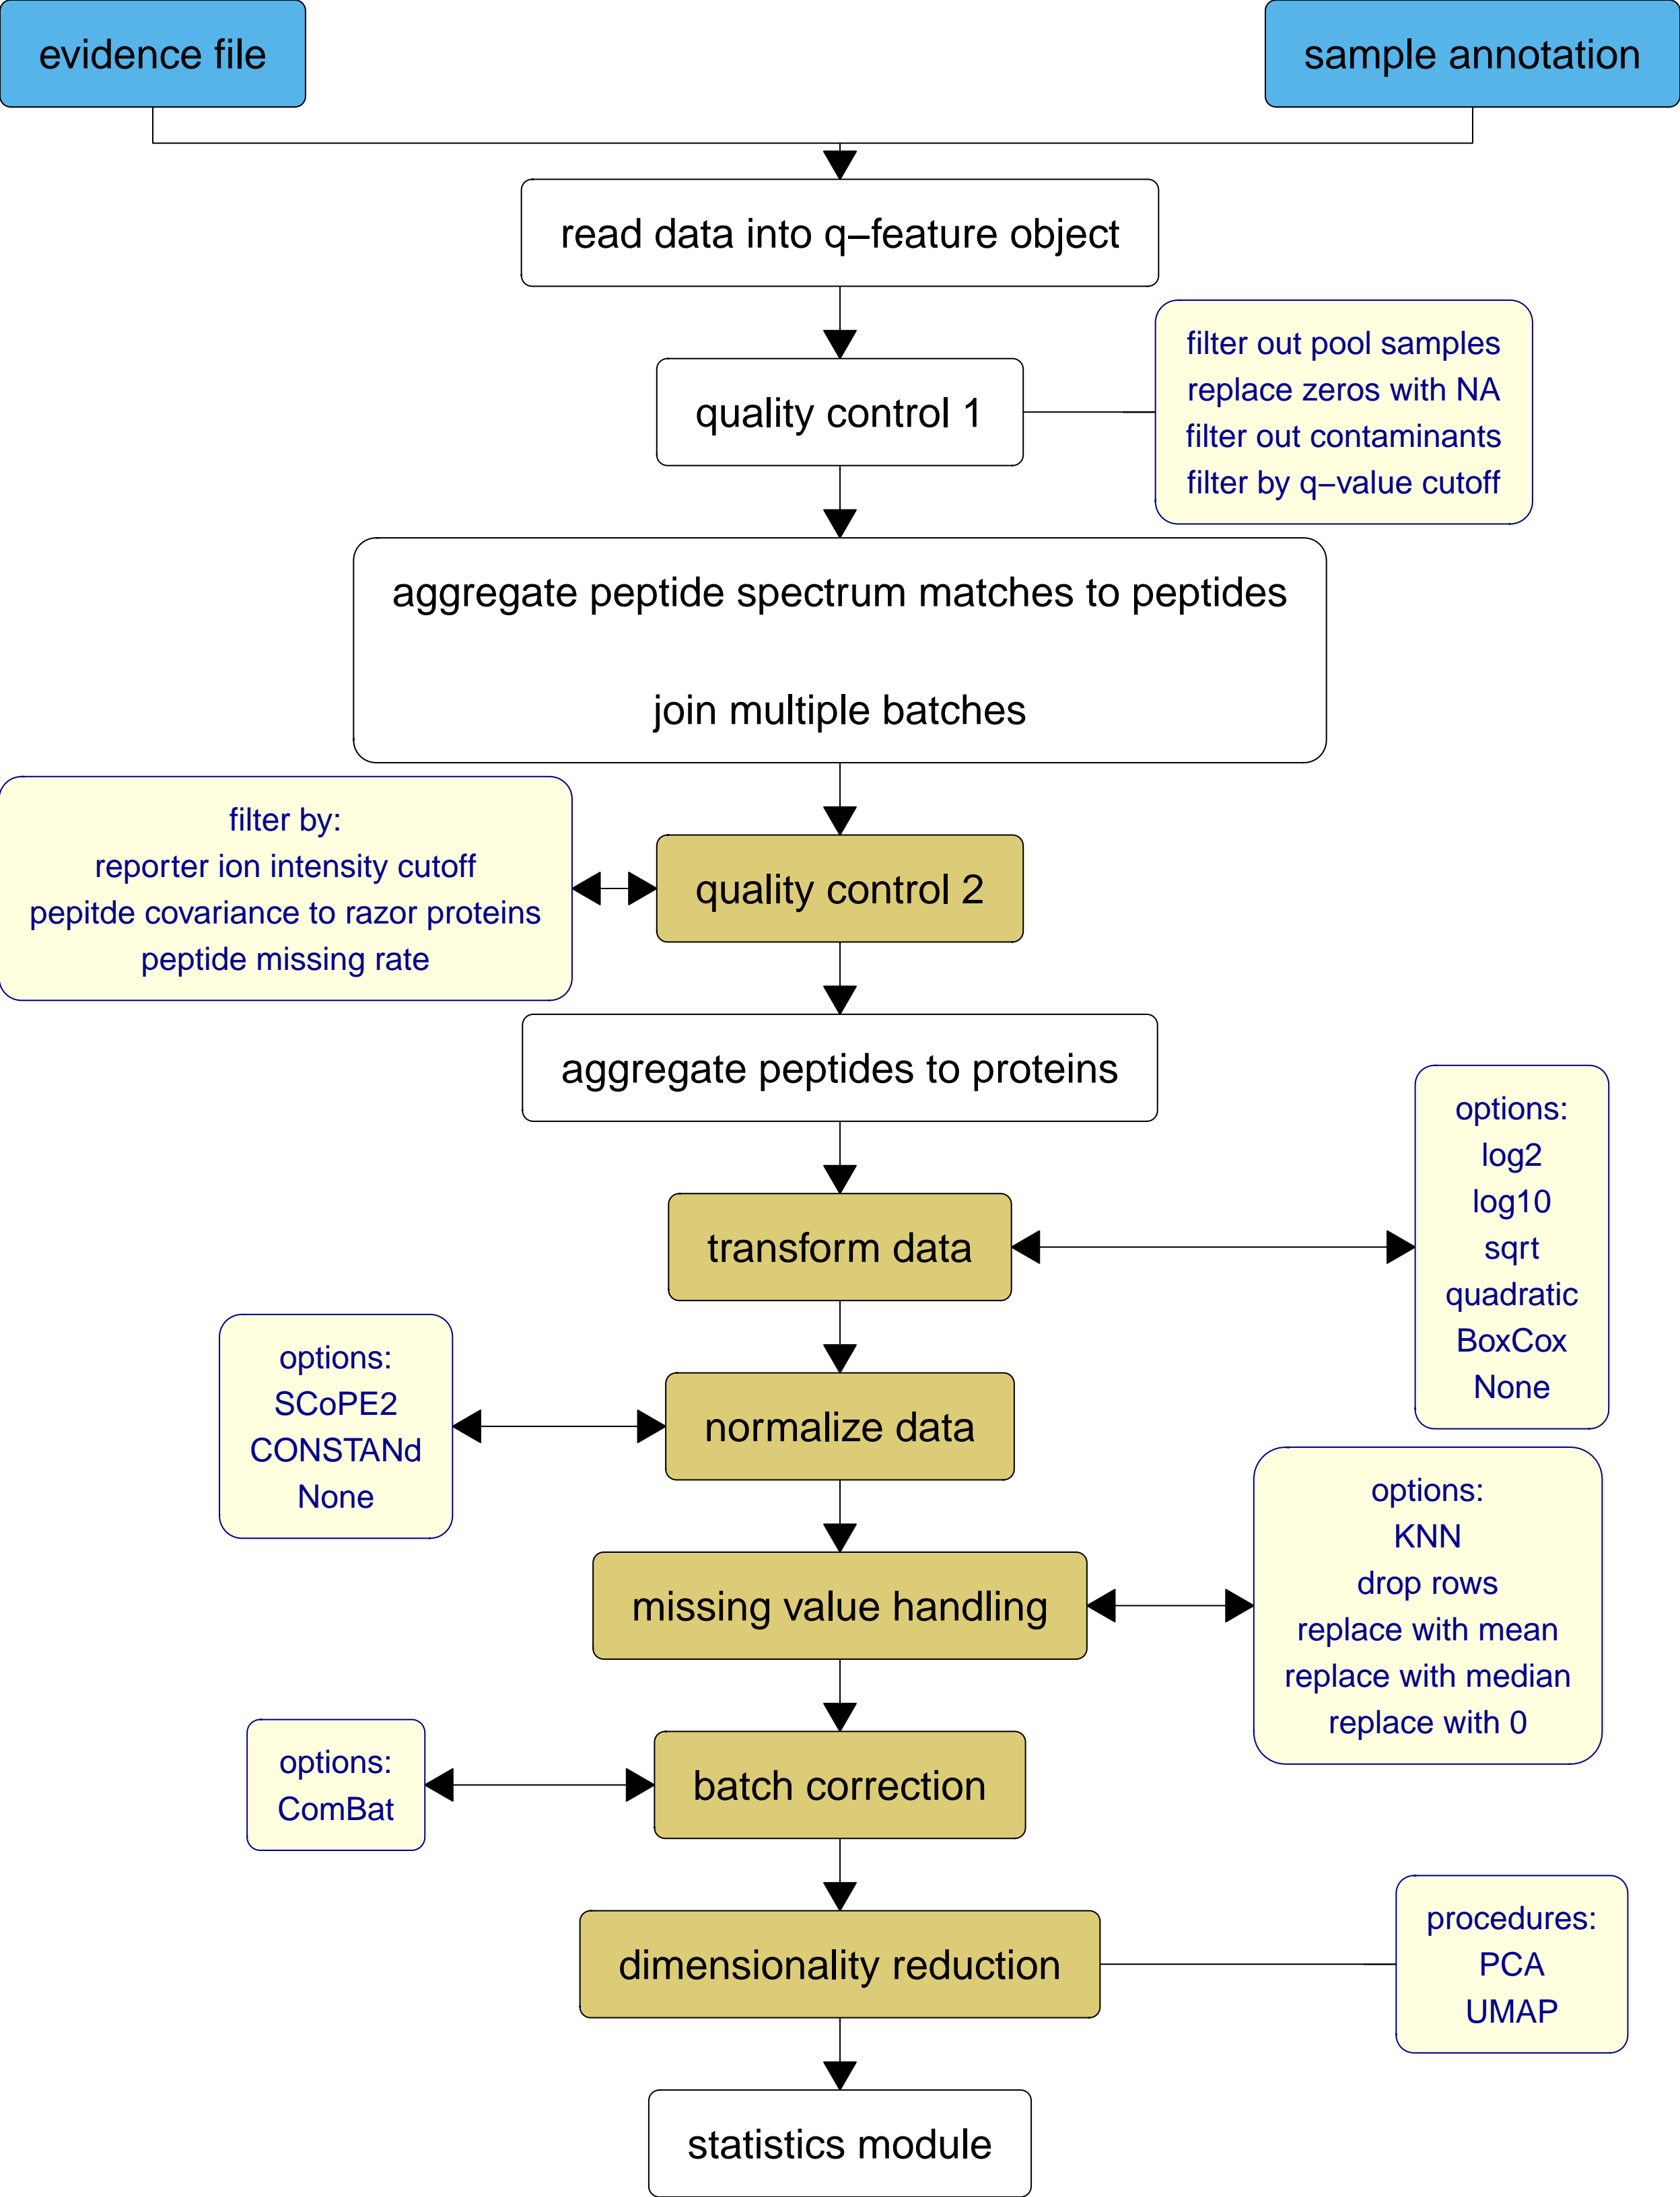 evidence file
sample annotation
read data into q–feature object
quality control 1
filter out pool samples
replace zeros with NA
filter out contaminants
filter by q–value cutoff
aggregate peptide spectrum matches to peptides
join multiple batches
filter by:
reporter ion intensity cutoff
pepitde covariance to razor proteins
peptide missing rate
quality control 2
aggregate peptides to proteins
transform data
options:
log2
log10
sqrt
quadratic
BoxCox
None
options:
SCoPE2
CONSTANd
None
normalize data
missing value handling
options:
KNN
drop rows
replace with mean
replace with median
replace with 0
options:
ComBat
batch correction
dimensionality reduction
procedures:
PCA
UMAP
statistics module